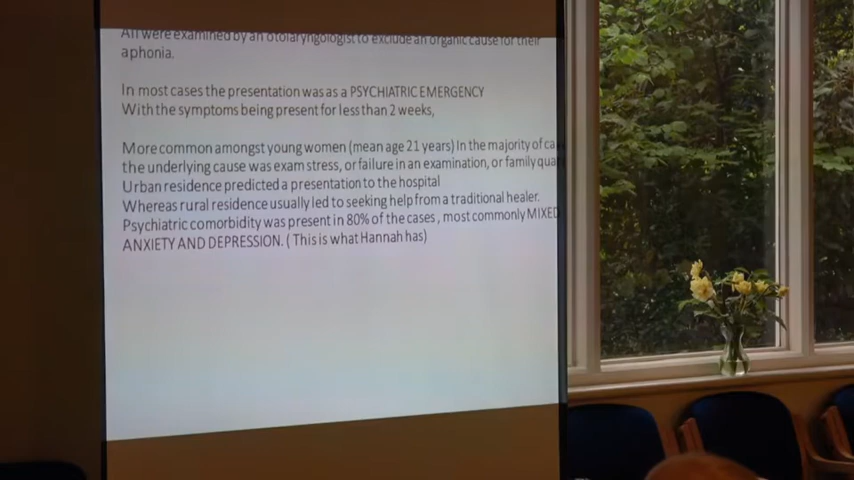 All were examined by an otolaryngologist to exclude an organic cause for their
aphonia.
In most cases the presentation was as a PSYCHIATRIC EMERGENCY
With the symptoms being present for less than 2 weeks,
More common amongst young women (mean age 21 years) In the majority of ca
the underlying cause was exam stress, or failure in an examination, or family qua
Urban residence predicted a presentation to the hospital
Whereas rural residence usually led to seeking help from a traditional healer.
Psychiatric comorbidity was present in 80% of the cases , most commonly MIXED
ANXIETY AND DEPRESSION. ( This is what Hannah has)